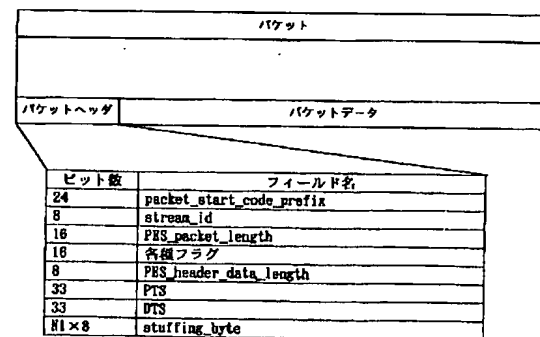 パケット
パケットヘッダ パケットデータ
ビット数 フィールド名
24 packet_start_code_prefix
8 stream_id
16 PES_packet_length
16 各種フラグ
8 PES_header_data_length
33 PTS
33 DTS
N1×8 stuffing_byte